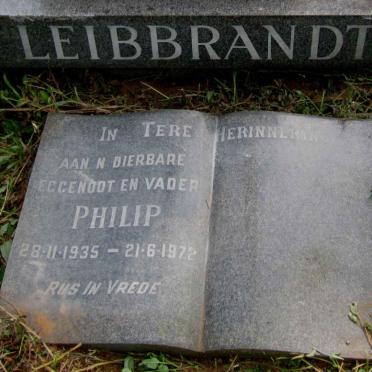 LEIBBRANDT
IN TERE HERINNERING
AAN N DIERBARE
EGGENOOT EN VADER
PHILIP
28-11-1935 – 21-6-1972
RUS IN VREDE